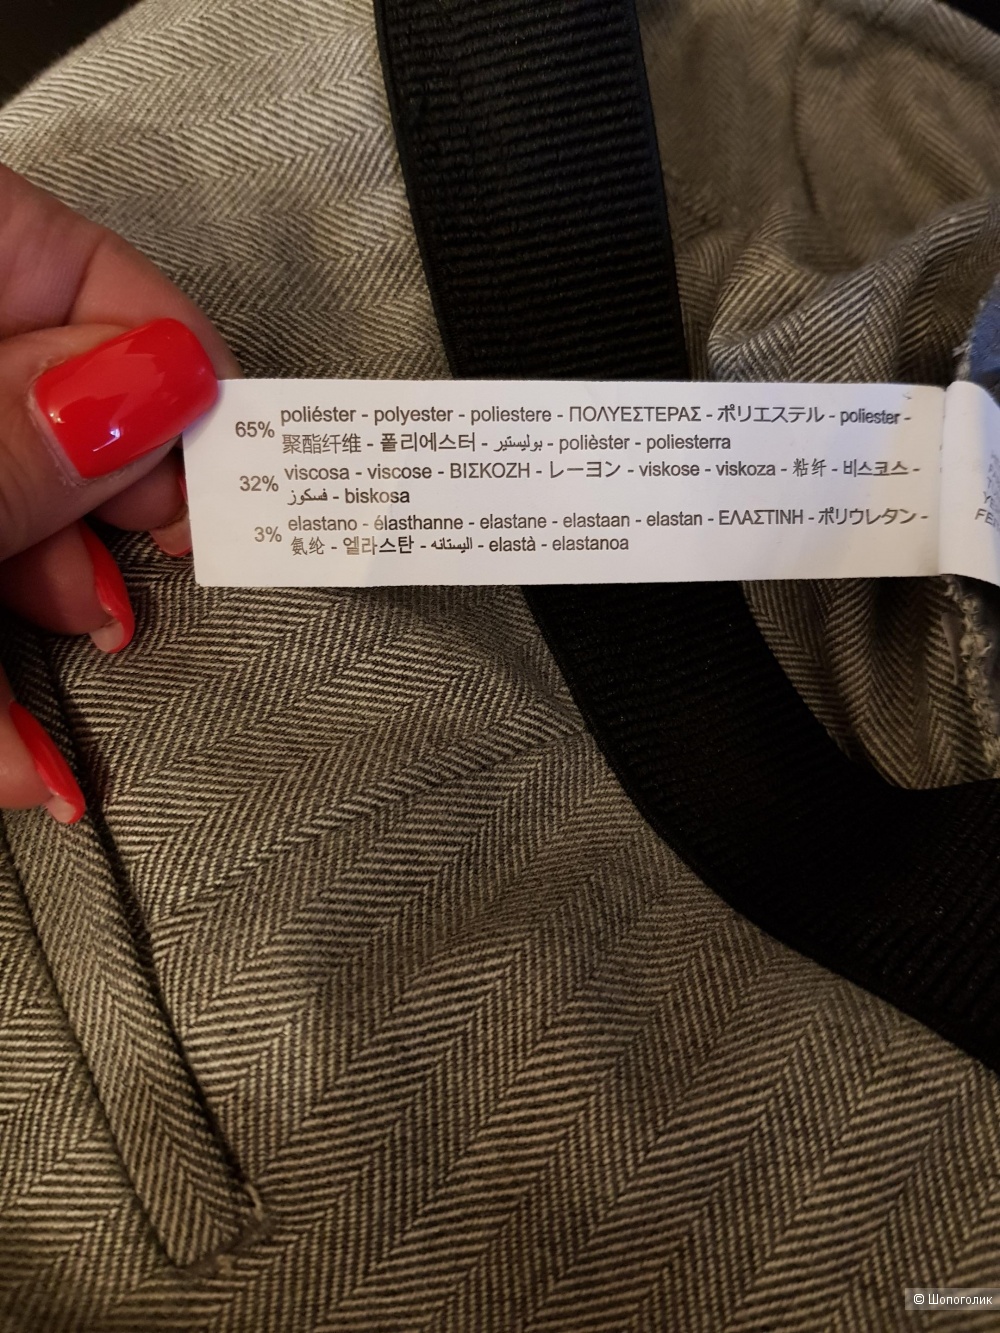 65% poliéster - polyester - poliestere - ΠΟΛΥΕΣΤΕΡΑΣ - ポリエステル - poliester -
聚酯纤维 - 폴리에스터 - بوليستير - polièster - poliesterra
32% viscosa - viscose - ΒΙΣΚΟΖΗ - レーヨン - viskose - viskoza - 粘纤 - 비스코스 -
فسكوز - biskosa
3% elastano - élasthanne - elastane - elastaan - elastan - ΕΛΑΣΤΙΝΗ - ポリウレタン -
氨纶 - 엘라스탄 - اليستانه - elastà - elastanoa
© Шопоголик